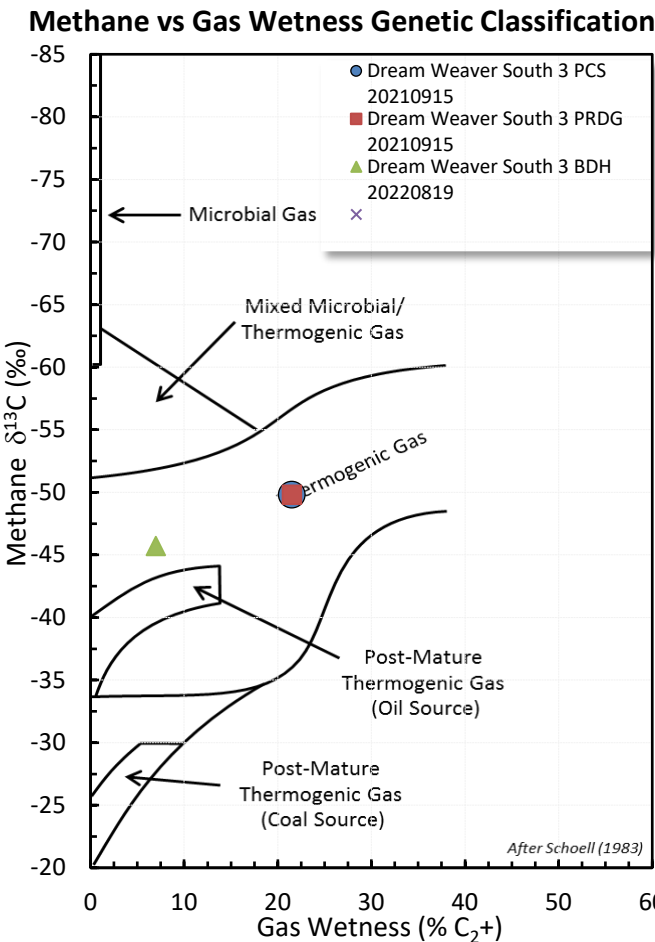 Methane vs Gas Wetness Genetic Classification
Dream Weaver South 3 PCS
20210915
Dream Weaver South 3 PRDG
20210915
Dream Weaver South 3 BDH
20220819
Microbial Gas
Mixed Microbial/
Thermogenic Gas
Thermogenic Gas
Post-Mature
Thermogenic Gas
(Oil Source)
Post-Mature
Thermogenic Gas
(Coal Source)
After Schoell (1983)
Methane δ¹³C (‰)
-85
-80
-75
-70
-65
-60
-55
-50
-45
-40
-35
-30
-25
-20
0 10 20 30 40 50 60
Gas Wetness (% C₂+)